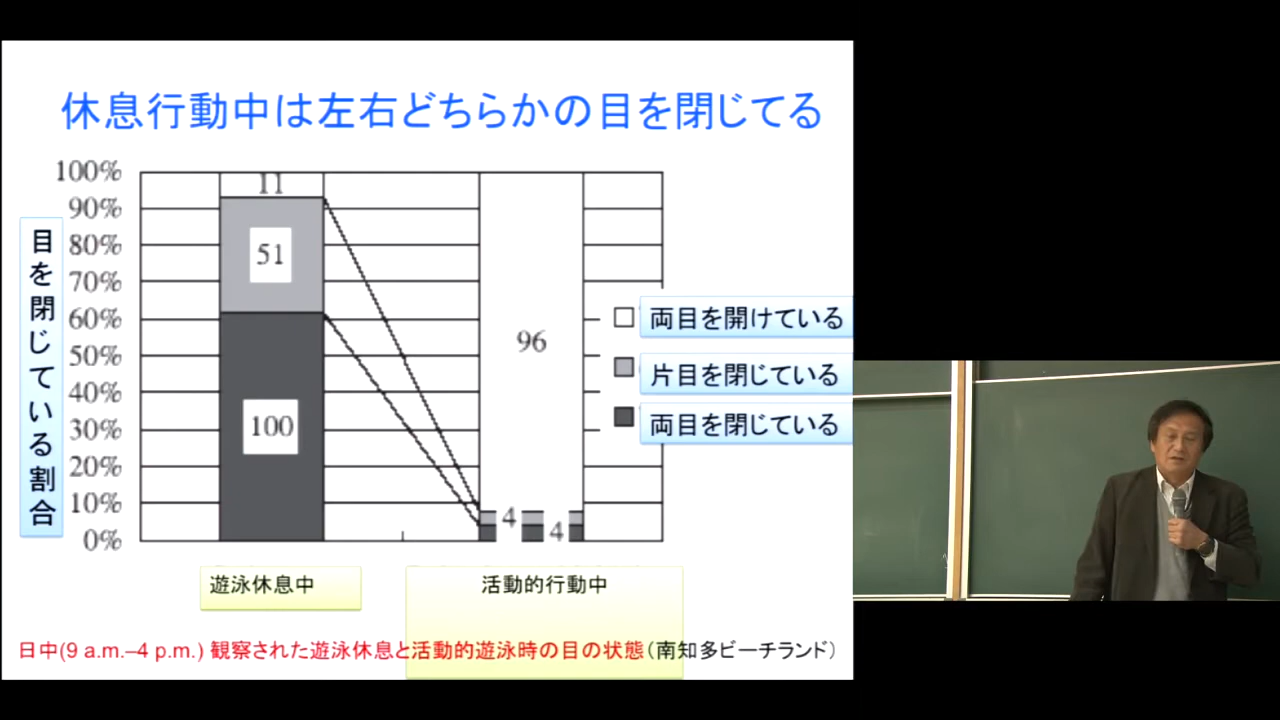 休息行動中は左右どちらかの目を閉じてる
目を閉じている割合
100%
90%
80%
70%
60%
50%
40%
30%
20%
10%
0%
11
51
100
96
4
4
両目を開けている
片目を閉じている
両目を閉じている
遊泳休息中
活動的行動中
日中(9 a.m.–4 p.m.) 観察された遊泳休息と活動的遊泳時の目の状態(南知多ビーチランド)